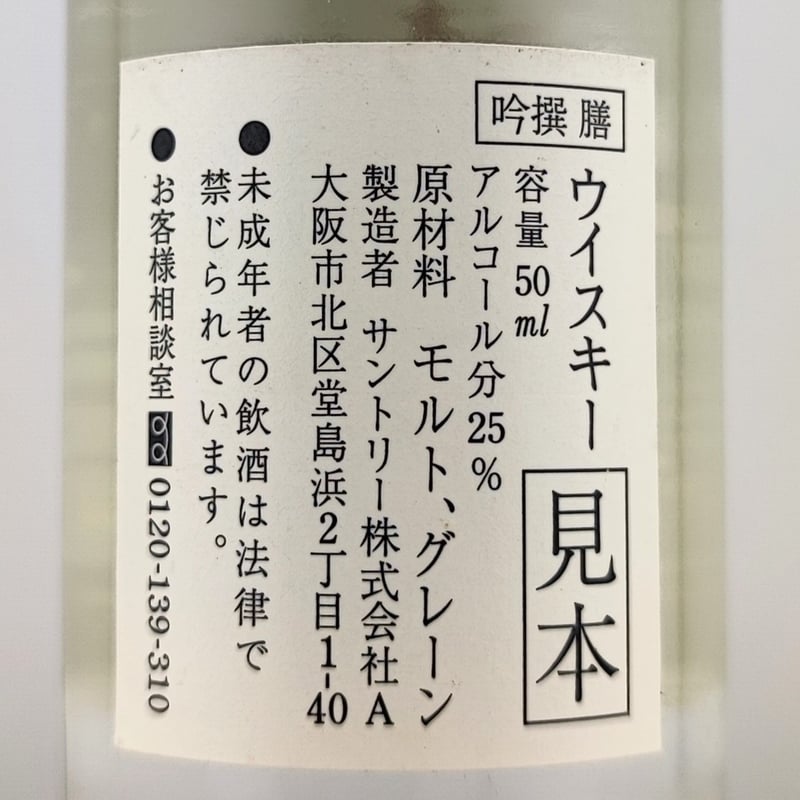 吟撰 膳
ウイスキー
見本
容量 50ml
アルコール分25%
原材料 モルト、グレーン
製造者 サントリー株式会社A
大阪市北区堂島浜2丁目1-40
●未成年者の飲酒は法律で
禁じられています。
●お客様相談室 0120-139-310